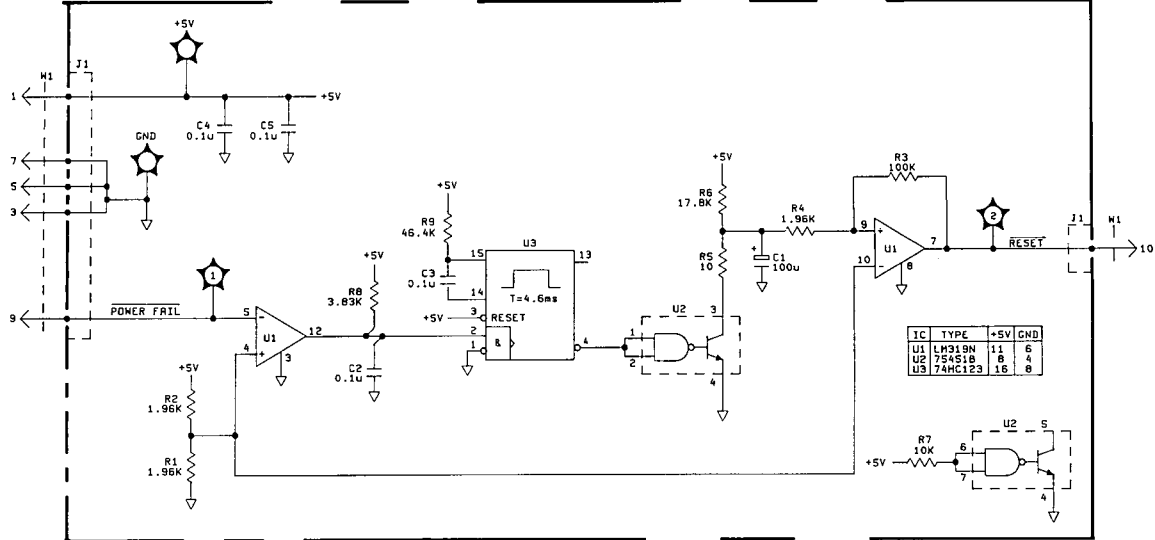 +5V
W1
J1
1
+5V
C4
0.1u
C5
0.1u
GND
7
5
3
+5V
R9
46.4K
U3
15
13
C3
0.1u
14
T=4.6ms
+5V
3
RESET
2
&
1
4
+5V
R6
17.8K
R4
1.96K
R3
100K
R5
10
+
C1
100u
9
+
10
-
U1
7
8
2
RESET
J1
W1
10
1
9
POWER FAIL
5
-
U1
12
4
+
3
+5V
R8
3.83K
C2
0.1u
U2
1
2
3
4
+5V
R2
1.96K
R1
1.96K
IC TYPE +5V GND
U1 LM319N 11 6
U2 75451B 8 4
U3 74HC123 16 8
U2
5
R7
10K
+5V
6
7
4